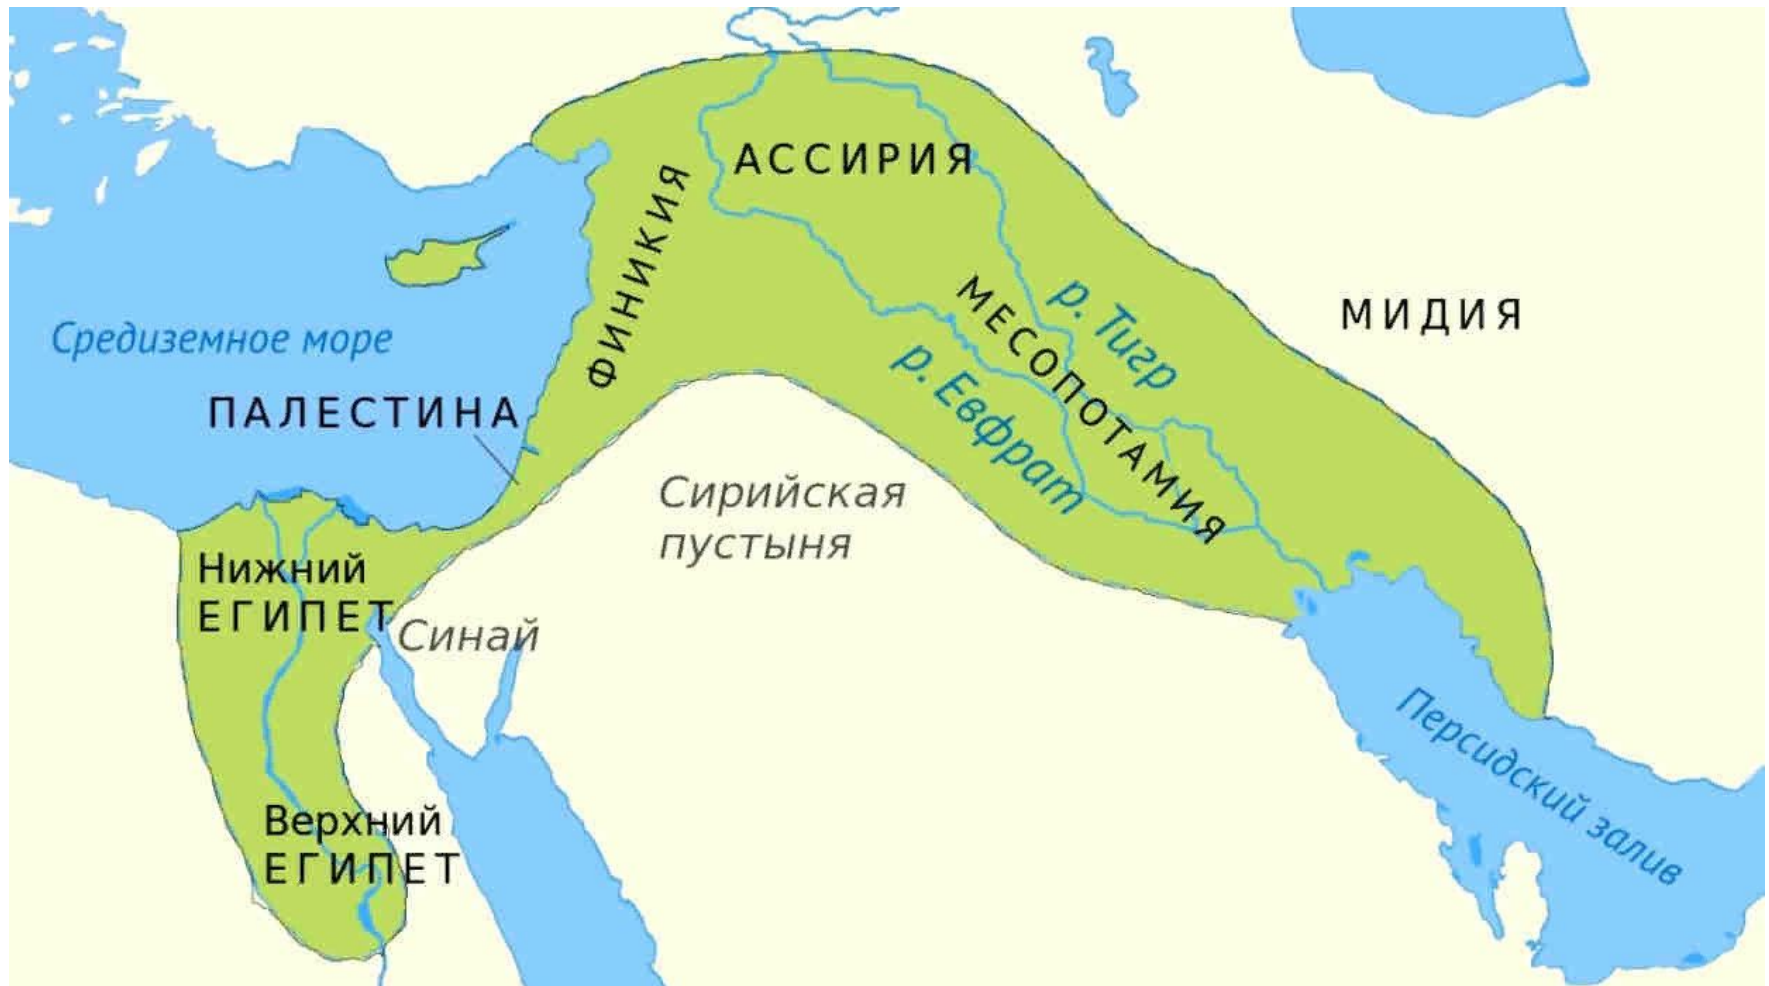 АССИРИЯ
ФИНИКИЯ
МЕСОПОТАМИЯ
р. Тигр
МИДИЯ
Средиземное море
р. Евфрат
ПАЛЕСТИНА
Сирийская
пустыня
Нижний
ЕГИПЕТ
Синай
Персидский залив
Верхний
ЕГИПЕТ